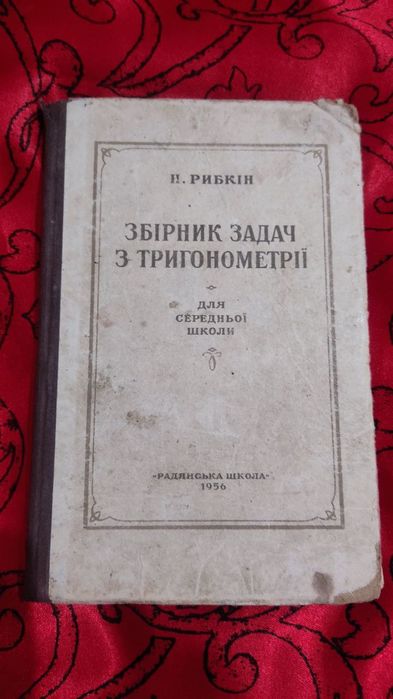 П. РИБКІН
ЗБІРНИК ЗАДАЧ
З ТРИГОНОМЕТРІЇ
ДЛЯ
СЕРЕДНЬОЇ
ШКОЛИ
«РАДЯНСЬКА ШКОЛА»
1956